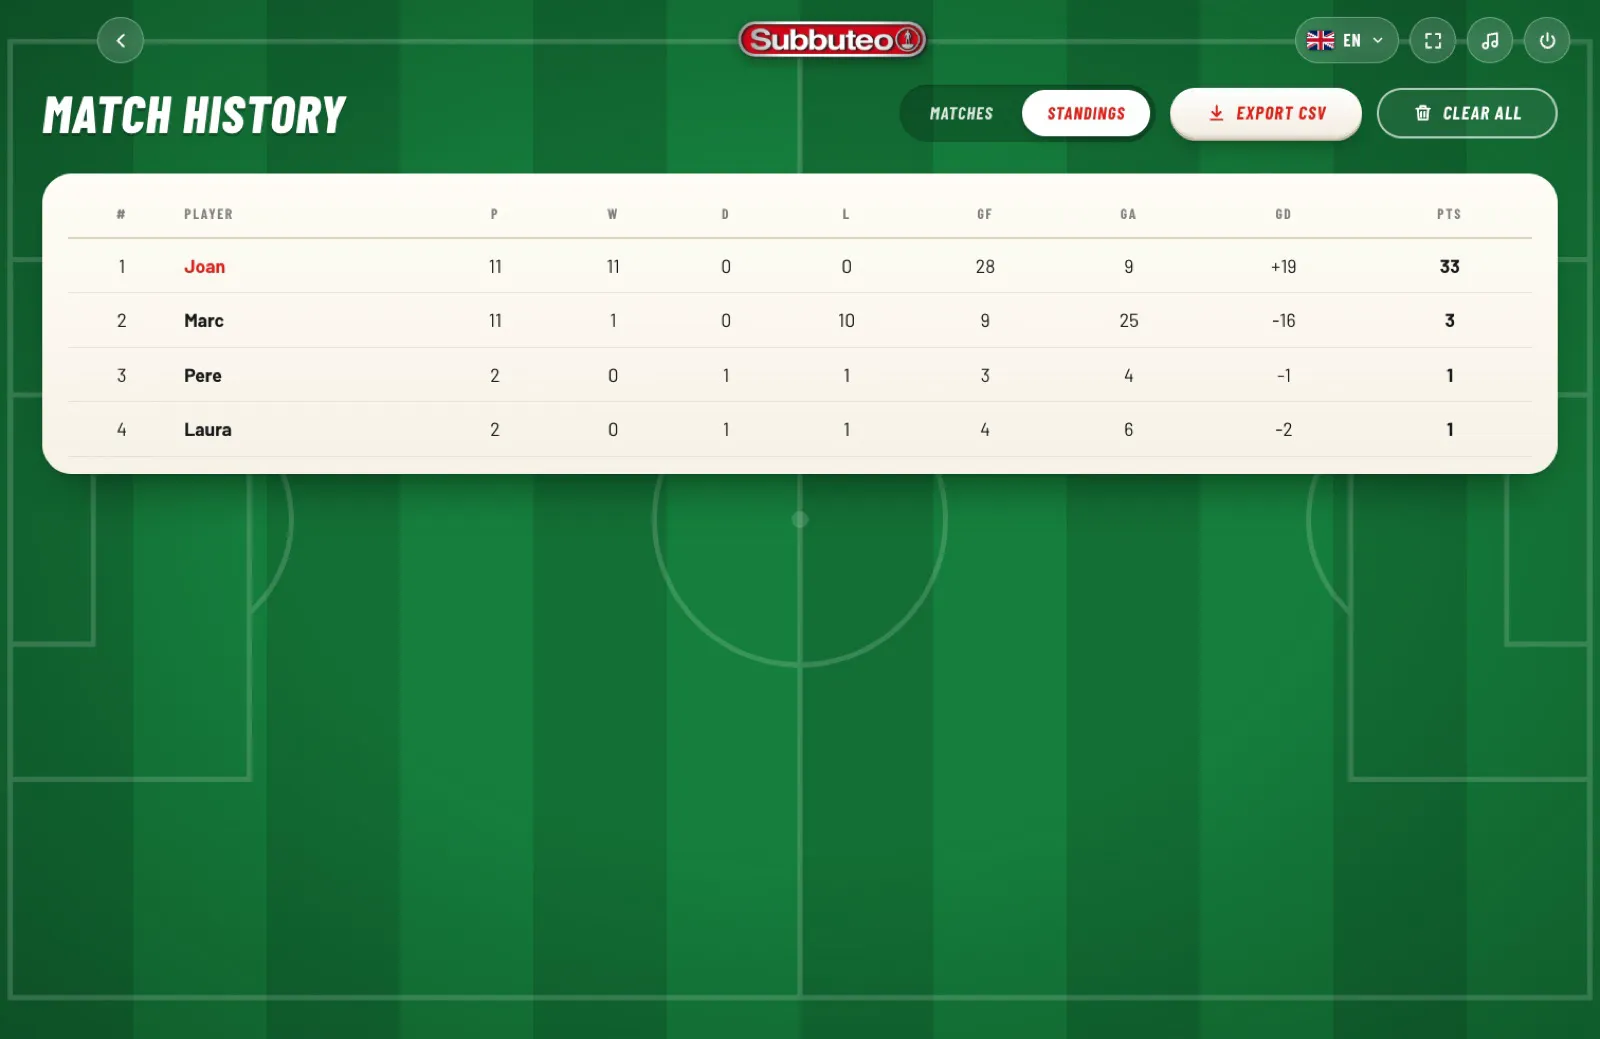 Subbuteo
EN
MATCH HISTORY
MATCHES STANDINGS EXPORT CSV CLEAR ALL
# PLAYER P W D L GF GA GD PTS
1 Joan 11 11 0 0 28 9 +19 33
2 Marc 11 1 0 10 9 25 -16 3
3 Pere 2 0 1 1 3 4 -1 1
4 Laura 2 0 1 1 4 6 -2 1